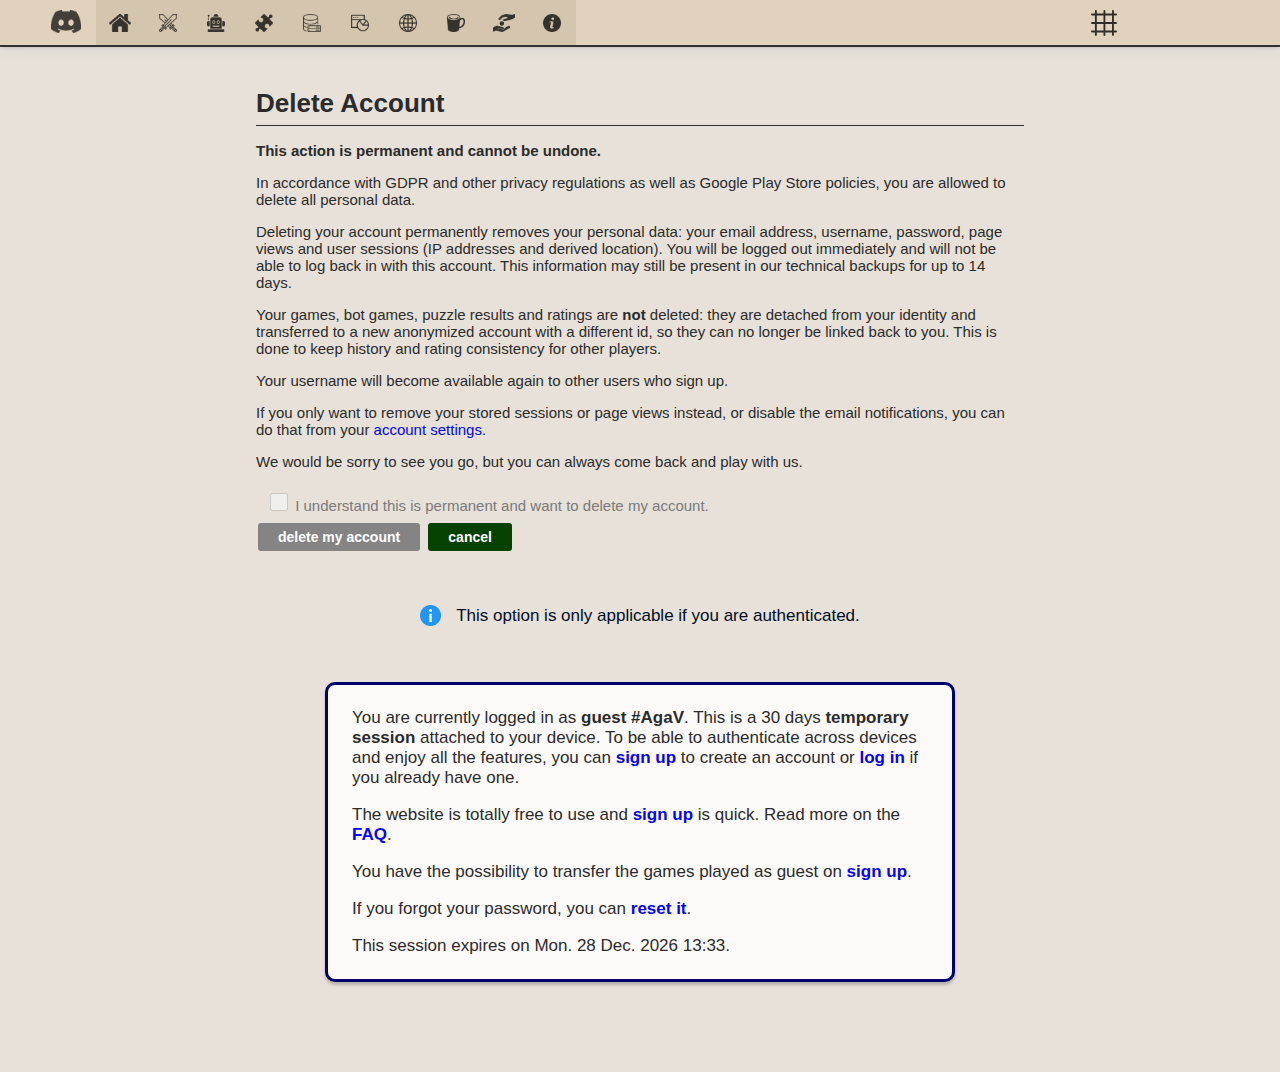 Delete Account
This action is permanent and cannot be undone.
In accordance with GDPR and other privacy regulations as well as Google Play Store policies, you are allowed to
delete all personal data.
Deleting your account permanently removes your personal data: your email address, username, password, page
views and user sessions (IP addresses and derived location). You will be logged out immediately and will not be
able to log back in with this account. This information may still be present in our technical backups for up to 14
days.
Your games, bot games, puzzle results and ratings are not deleted: they are detached from your identity and
transferred to a new anonymized account with a different id, so they can no longer be linked back to you. This is
done to keep history and rating consistency for other players.
Your username will become available again to other users who sign up.
If you only want to remove your stored sessions or page views instead, or disable the email notifications, you can
do that from your account settings.
We would be sorry to see you go, but you can always come back and play with us.
I understand this is permanent and want to delete my account.
delete my account cancel
This option is only applicable if you are authenticated.
You are currently logged in as guest #AgaV. This is a 30 days temporary
session attached to your device. To be able to authenticate across devices
and enjoy all the features, you can sign up to create an account or log in if
you already have one.
The website is totally free to use and sign up is quick. Read more on the
FAQ.
You have the possibility to transfer the games played as guest on sign up.
If you forgot your password, you can reset it.
This session expires on Mon. 28 Dec. 2026 13:33.